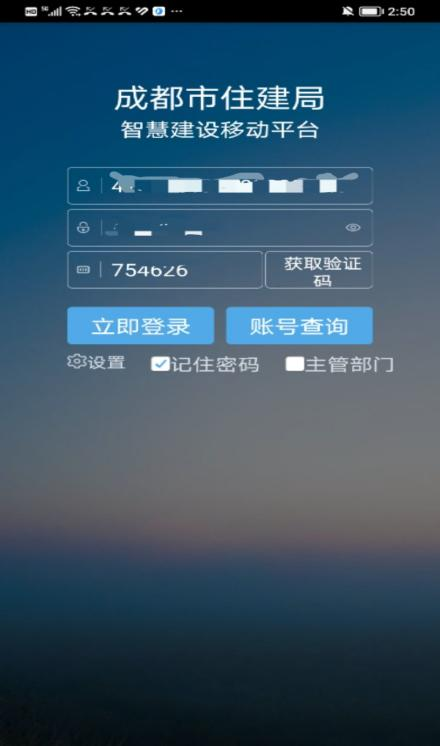 HD 5G 2:50
成都市住建局
智慧建设移动平台
754626
获取验证
码
立即登录
账号查询
设置
记住密码
主管部门